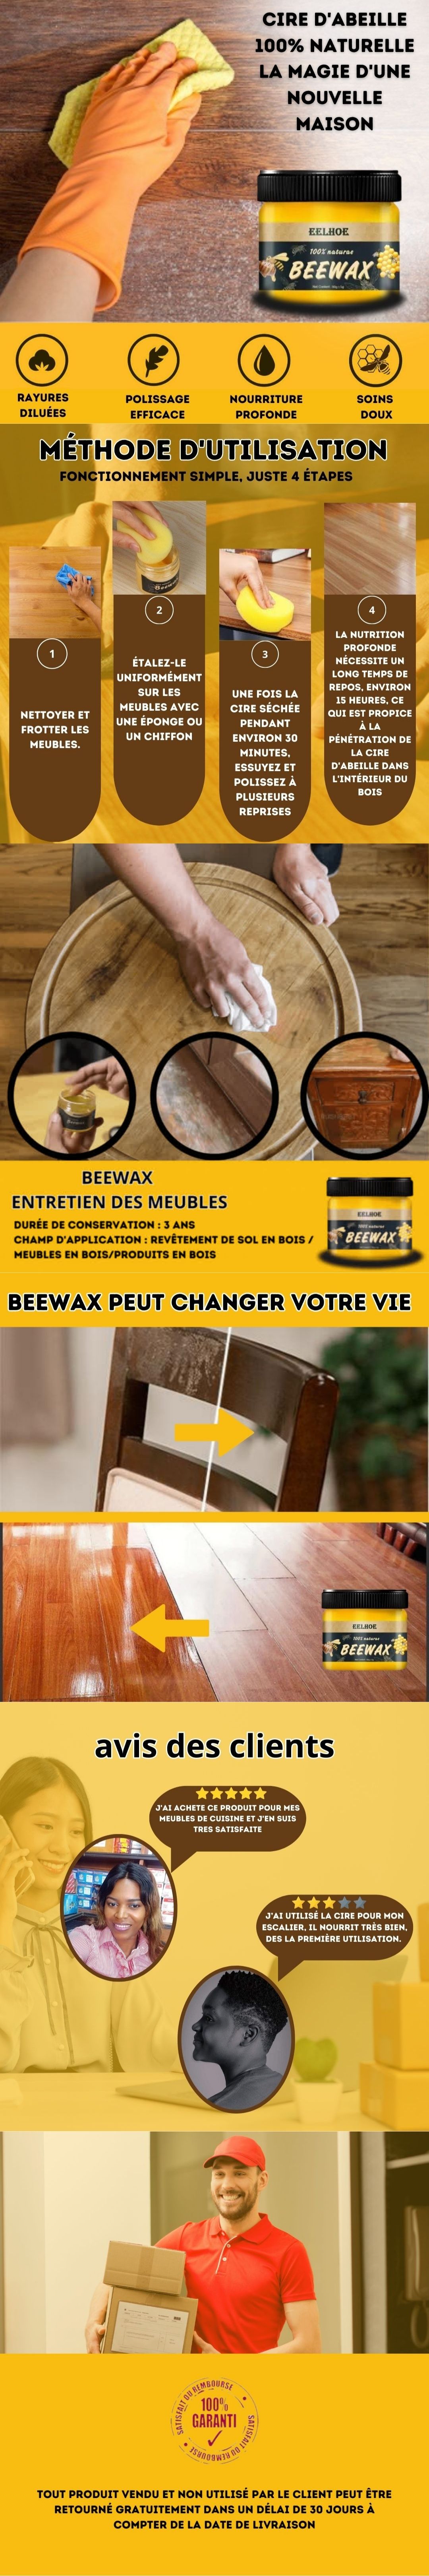 CIRE D'ABEILLE
100% NATURELLE
LA MAGIE D'UNE
NOUVELLE
MAISON
EELHOE
100% naturae
BEEWAX
RAYURES
DILUÉES
POLISSAGE
EFFICACE
NOURRITURE
PROFONDE
SOINS
DOUX
MÉTHODE D'UTILISATION
FONCTIONNEMENT SIMPLE, JUSTE 4 ÉTAPES
1
NETTOYER ET
FROTTER LES
MEUBLES.
2
ÉTALEZ-LE
UNIFORMÉMENT
SUR LES
MEUBLES AVEC
UNE ÉPONGE OU
UN CHIFFON
3
UNE FOIS LA
CIRE SÉCHÉE
PENDANT
ENVIRON 30
MINUTES,
ESSUYEZ ET
POLISSEZ À
PLUSIEURS
REPRISES
4
LA NUTRITION
PROFONDE
NÉCESSITE UN
LONG TEMPS DE
REPOS, ENVIRON
15 HEURES, CE
QUI EST PROPICE
À LA
PÉNÉTRATION DE
LA CIRE
D'ABEILLE DANS
L'INTÉRIEUR DU
BOIS
BEEWAX
ENTRETIEN DES MEUBLES
DURÉE DE CONSERVATION : 3 ANS
CHAMP D'APPLICATION : REVÊTEMENT DE SOL EN BOIS /
MEUBLES EN BOIS/PRODUITS EN BOIS
EELHOE
100% naturae
BEEWAX
BEEWAX PEUT CHANGER VOTRE VIE
EELHOE
100% naturae
BEEWAX
avis des clients
J'AI ACHETE CE PRODUIT POUR MES
MEUBLES DE CUISINE ET J'EN SUIS
TRES SATISFAITE
J'AI UTILISÉ LA CIRE POUR MON
ESCALIER, IL NOURRIT TRÈS BIEN,
DES LA PREMIÈRE UTILISATION.
SATISFAIT OU REMBOURSE
100%
GARANTI
SATISFAIT OU REMBOURSE
TOUT PRODUIT VENDU ET NON UTILISÉ PAR LE CLIENT PEUT ÊTRE
RETOURNÉ GRATUITEMENT DANS UN DÉLAI DE 30 JOURS À
COMPTER DE LA DATE DE LIVRAISON